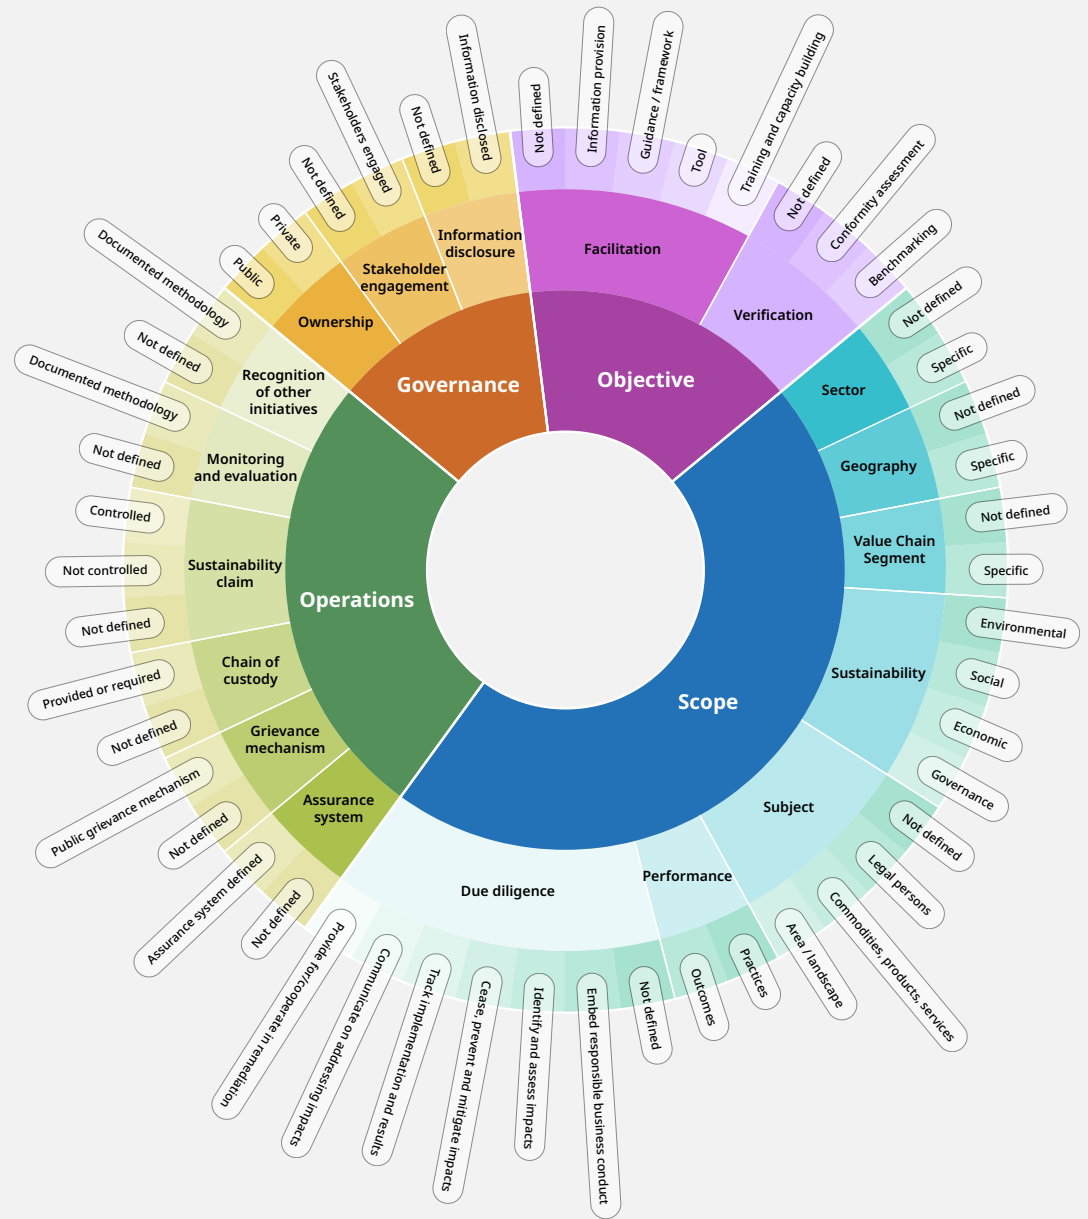 Objective
Facilitation
Not defined
Information provision
Guidance / framework
Tool
Training and capacity building
Verification
Not defined
Conformity assessment
Benchmarking
Scope
Sector
Not defined
Specific
Geography
Not defined
Specific
Value Chain
Segment
Not defined
Specific
Sustainability
Environmental
Social
Economic
Governance
Subject
Not defined
Legal persons
Commodities, products, services
Area / landscape
Performance
Practices
Outcomes
Due diligence
Not defined
Embed responsible business conduct
Identify and assess impacts
Cease, prevent and mitigate impacts
Track implementation and results
Communicate on addressing impacts
Provide for/cooperate in remediation
Operations
Assurance
system
Not defined
Assurance system defined
Grievance
mechanism
Not defined
Public grievance mechanism
Chain of
custody
Not defined
Provided or required
Sustainability
claim
Not defined
Not controlled
Controlled
Monitoring
and evaluation
Not defined
Documented methodology
Recognition
of other
initiatives
Not defined
Documented methodology
Governance
Ownership
Public
Private
Stakeholder
engagement
Not defined
Stakeholders engaged
Information
disclosure
Not defined
Information disclosed